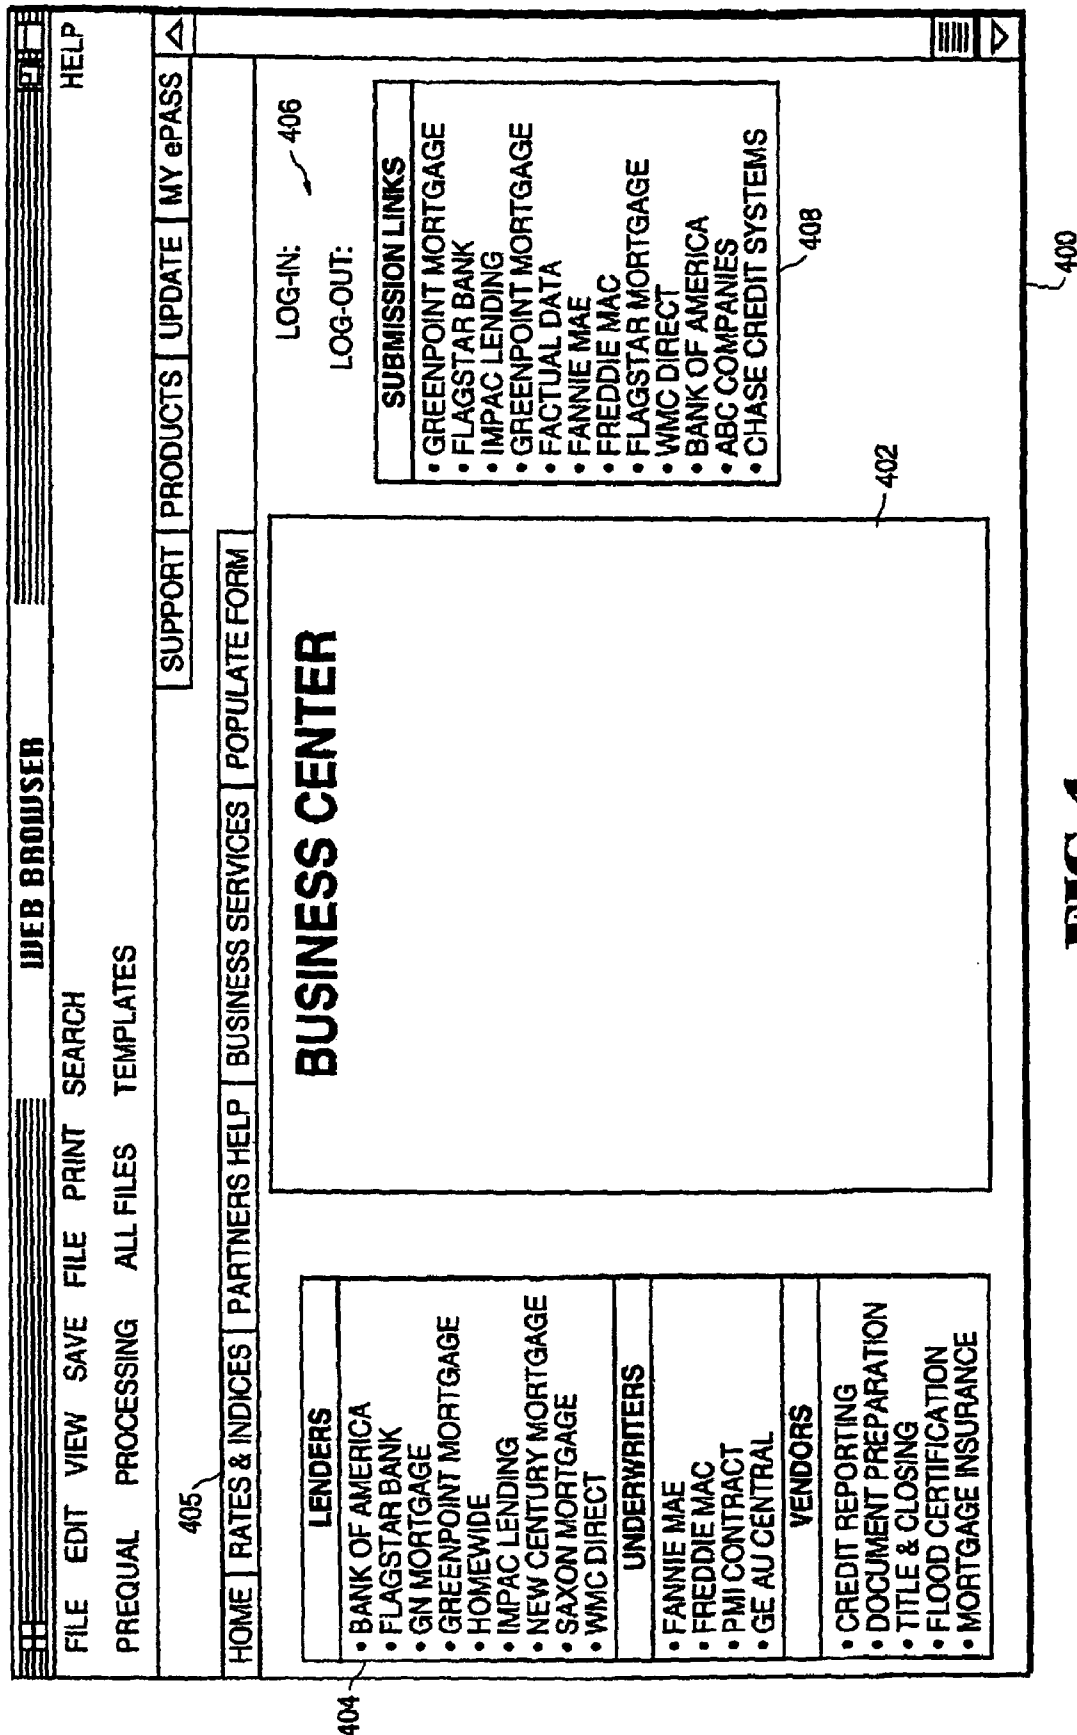 WEB BROWSER
FILE EDIT VIEW SAVE FILE PRINT SEARCH HELP
PREQUAL PROCESSING ALL FILES TEMPLATES
SUPPORT PRODUCTS UPDATE MY ePASS
405
HOME RATES & INDICES PARTNERS HELP BUSINESS SERVICES POPULATE FORM
404
LENDERS
• BANK OF AMERICA
• FLAGSTAR BANK
• GN MORTGAGE
• GREENPOINT MORTGAGE
• HOMEWIDE
• IMPAC LENDING
• NEW CENTURY MORTGAGE
• SAXON MORTGAGE
• WMC DIRECT
UNDERWRITERS
• FANNIE MAE
• FREDDIE MAC
• PMI CONTRACT
• GE AU CENTRAL
VENDORS
• CREDIT REPORTING
• DOCUMENT PREPARATION
• TITLE & CLOSING
• FLOOD CERTIFICATION
• MORTGAGE INSURANCE
BUSINESS CENTER
402
LOG-IN:
406
LOG-OUT:
SUBMISSION LINKS
• GREENPOINT MORTGAGE
• FLAGSTAR BANK
• IMPAC LENDING
• GREENPOINT MORTGAGE
• FACTUAL DATA
• FANNIE MAE
• FREDDIE MAC
• FLAGSTAR MORTGAGE
• WMC DIRECT
• BANK OF AMERICA
• ABC COMPANIES
• CHASE CREDIT SYSTEMS
408
400